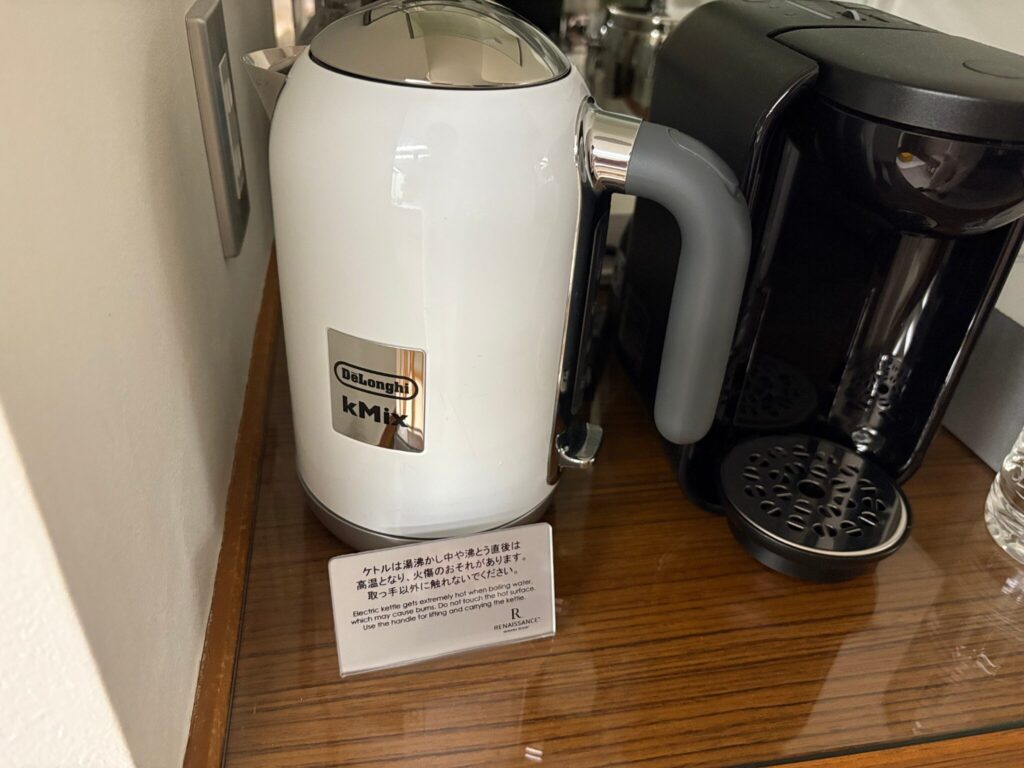 DeLonghi
kMix
ケトルは湯沸かし中や沸とう直後は
高温となり、火傷のおそれがあります。
取っ手以外に触れないでください。
Electric kettle gets extremely hot when boiling water,
which may cause burns. Do not touch the hot surface.
Use the handle for lifting and carrying the kettle.
R
RENAISSANCE